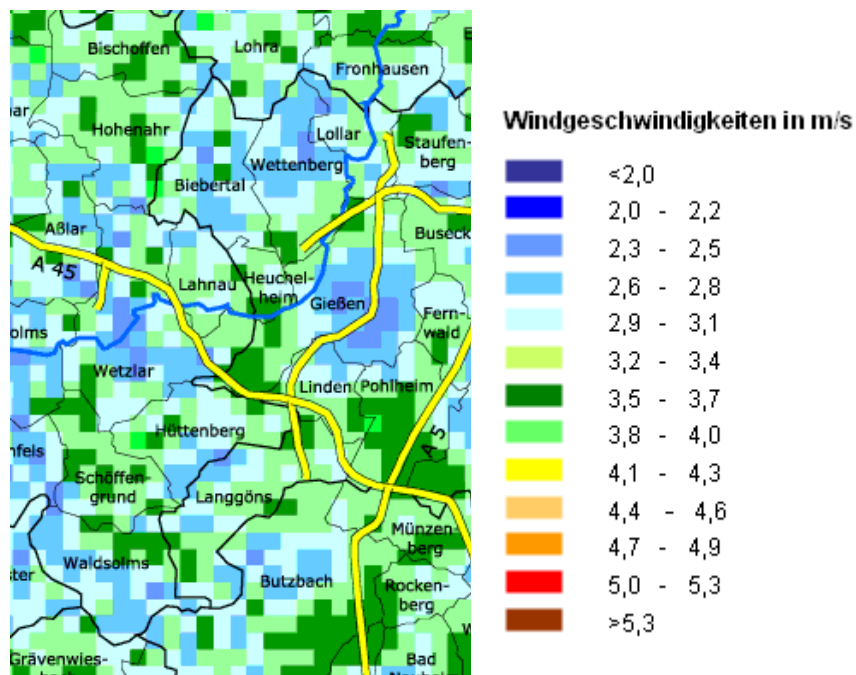 Bischoffen
Lohra
Fronhausen
ar
Hohenahr
Lollar
Staufen-
berg
Wettenberg
Biebertal
Aßlar
Buseck
A 45
Lahnau
Heuchel-
heim
Gießen
Fern-
wald
olms
Wetzlar
Linden
Pohlheim
Hüttenberg
A 5
nfels
Schöffen-
grund
Langgöns
Münzen-
berg
Waldsolms
ster
Butzbach
Rocken-
berg
Grävenwies-
Bad
Windgeschwindigkeiten in m/s
<2,0
2,0 - 2,2
2,3 - 2,5
2,6 - 2,8
2,9 - 3,1
3,2 - 3,4
3,5 - 3,7
3,8 - 4,0
4,1 - 4,3
4,4 - 4,6
4,7 - 4,9
5,0 - 5,3
>5,3